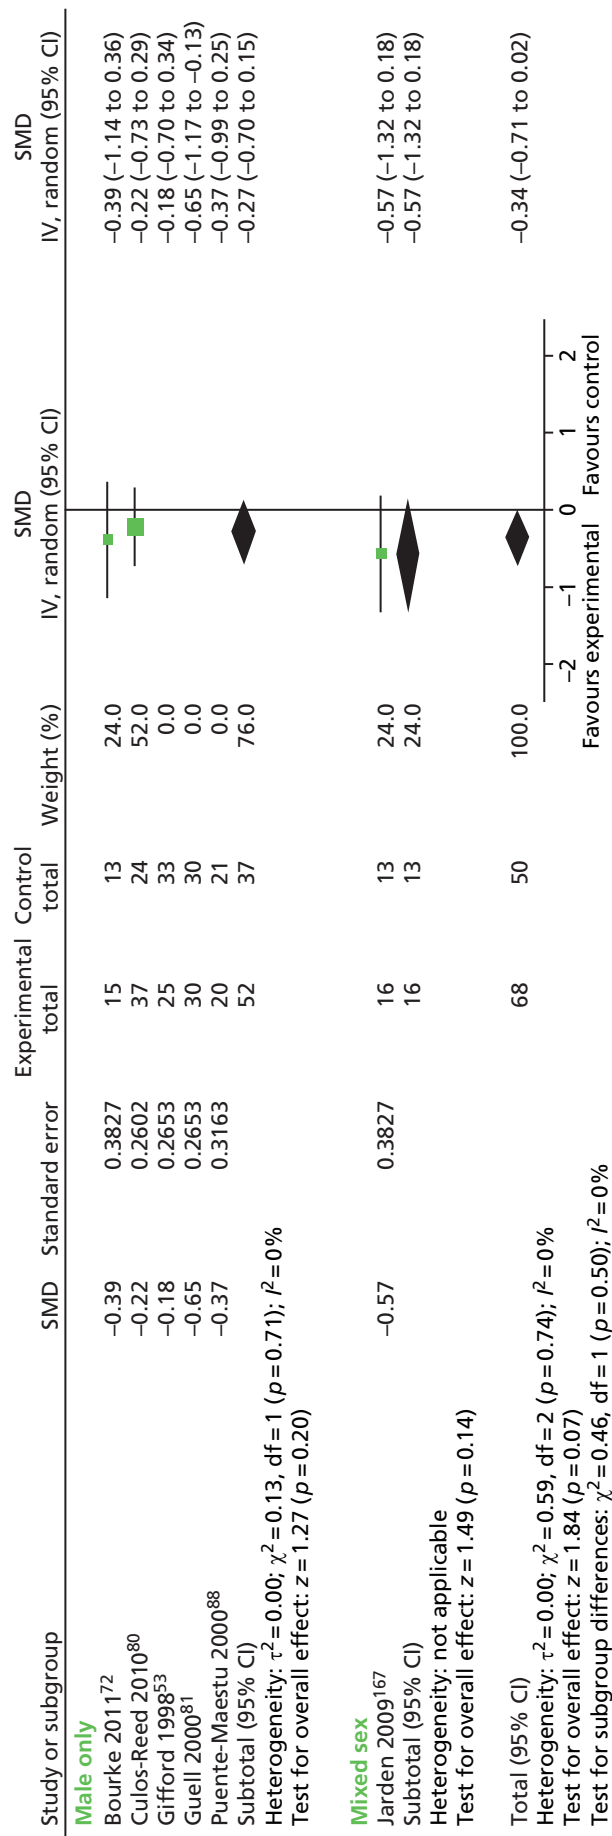 SMD SMD
Experimental Control
Study or subgroup SMD Standard error total total Weight (%) IV, random (95% CI) IV, random (95% CI)
Male only
Bourke 2011⁷² −0.39 0.3827 15 13 24.0 −0.39 (−1.14 to 0.36)
Culos-Reed 2010⁸⁰ −0.22 0.2602 37 24 52.0 −0.22 (−0.73 to 0.29)
Gifford 1998⁵³ −0.18 0.2653 25 33 0.0 −0.18 (−0.70 to 0.34)
Guell 2000⁸¹ −0.65 0.2653 30 30 0.0 −0.65 (−1.17 to −0.13)
Puente-Maestu 2000⁸⁸ −0.37 0.3163 20 21 0.0 −0.37 (−0.99 to 0.25)
Subtotal (95% CI) 52 37 76.0 −0.27 (−0.70 to 0.15)
Heterogeneity: τ²=0.00; χ²=0.13, df=1 (p=0.71); I²=0%
Test for overall effect: z=1.27 (p=0.20)
Mixed sex
Jarden 2009¹⁶⁷ −0.57 0.3827 16 13 24.0 −0.57 (−1.32 to 0.18)
Subtotal (95% CI) 16 13 24.0 −0.57 (−1.32 to 0.18)
Heterogeneity: not applicable
Test for overall effect: z=1.49 (p=0.14)
Total (95% CI) 68 50 100.0 −0.34 (−0.71 to 0.02)
Heterogeneity: τ²=0.00; χ²=0.59, df=2 (p=0.74); I²=0%
Test for overall effect: z=1.84 (p=0.07)
Test for subgroup differences: χ²=0.46, df=1 (p=0.50); I²=0%
−2 −1 0 1 2
Favours experimental Favours control